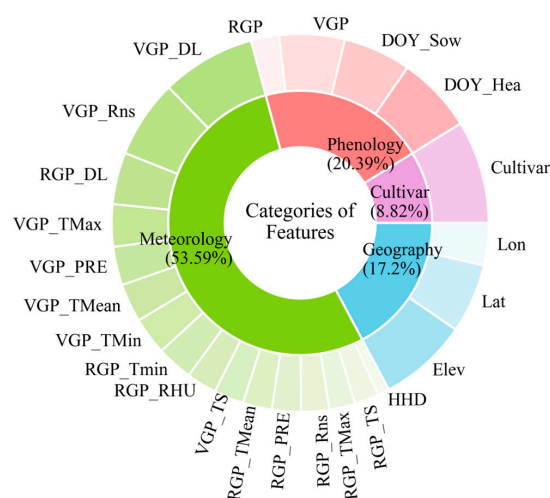 RGP
VGP
DOY_Sow
DOY_Hea
Cultivar
Lon
Lat
Elev
HHD
RGP_TS
RGP_TMax
RGP_Rns
RGP_PRE
RGP_TMean
VGP_TS
RGP_RHU
RGP_Tmin
VGP_TMin
VGP_TMean
VGP_PRE
VGP_TMax
RGP_DL
VGP_Rns
VGP_DL
Phenology
(20.39%)
Cultivar
(8.82%)
Geography
(17.2%)
Meteorology
(53.59%)
Categories of
Features